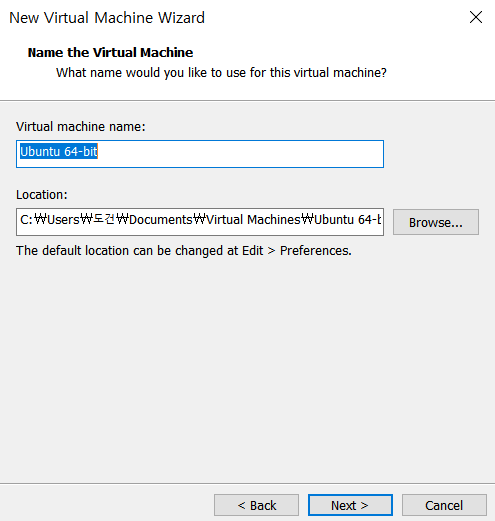 New Virtual Machine Wizard
Name the Virtual Machine
What name would you like to use for this virtual machine?
Virtual machine name:
Ubuntu 64-bit
Location:
C:₩Users₩도건₩Documents₩Virtual Machines₩Ubuntu 64-b
Browse...
The default location can be changed at Edit > Preferences.
< Back
Next >
Cancel